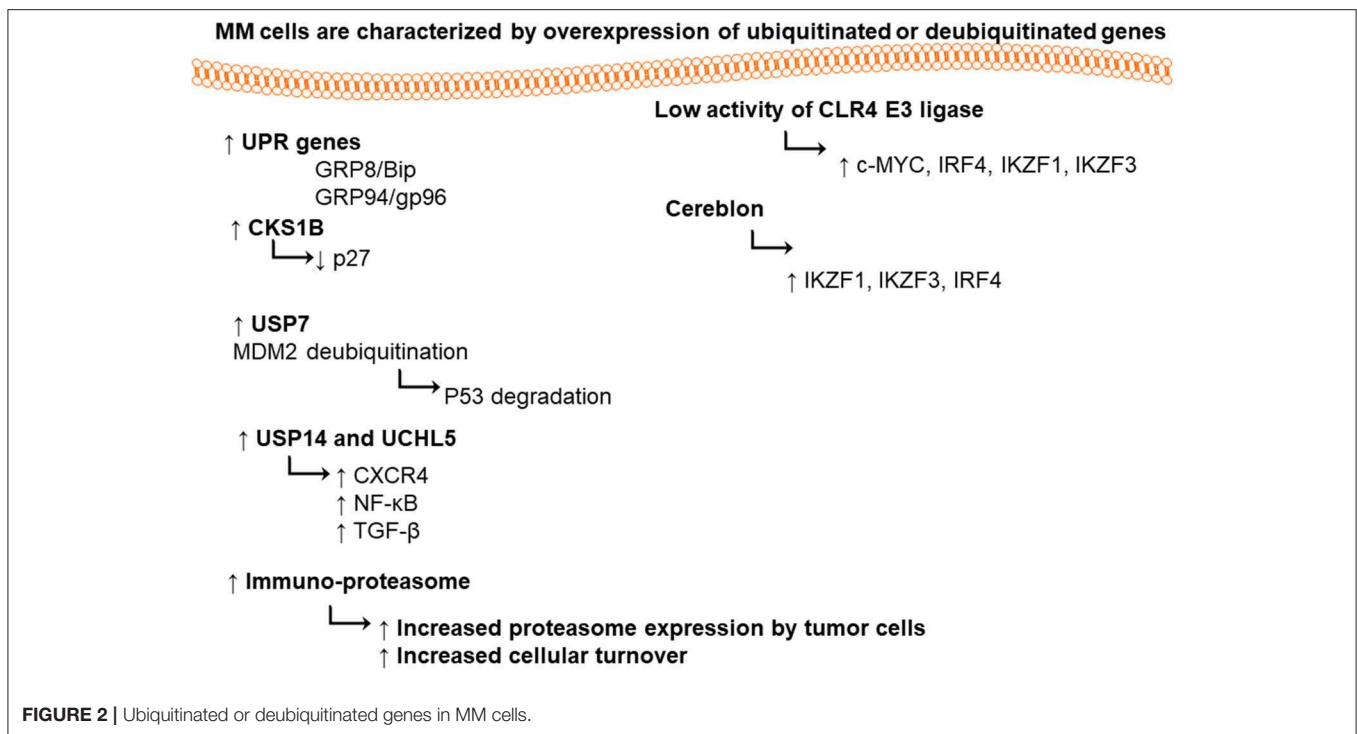 MM cells are characterized by overexpression of ubiquitinated or deubiquitinated genes
↑ UPR genes
GRP8/Bip
GRP94/gp96
↑ CKS1B
↓ p27
↑ USP7
MDM2 deubiquitination
P53 degradation
↑ USP14 and UCHL5
↑ CXCR4
↑ NF-κB
↑ TGF-β
↑ Immuno-proteasome
↑ Increased proteasome expression by tumor cells
↑ Increased cellular turnover
Low activity of CLR4 E3 ligase
↑ c-MYC, IRF4, IKZF1, IKZF3
Cereblon
↑ IKZF1, IKZF3, IRF4
FIGURE 2 | Ubiquitinated or deubiquitinated genes in MM cells.